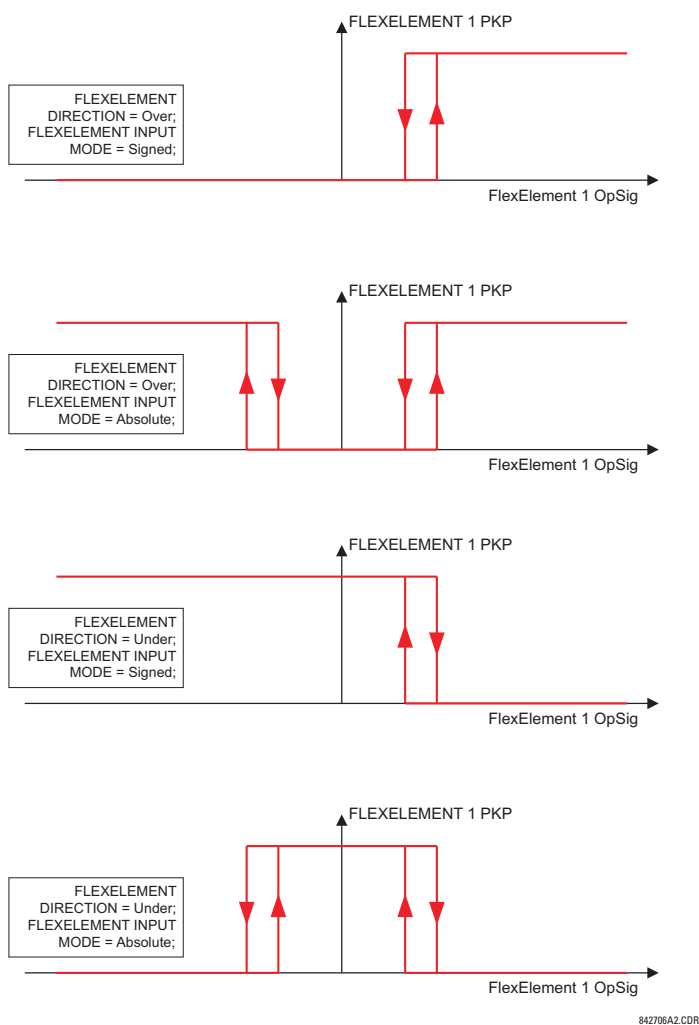 FLEXELEMENT 1 PKP
FLEXELEMENT
DIRECTION = Over;
FLEXELEMENT INPUT
MODE = Signed;
FlexElement 1 OpSig
FLEXELEMENT 1 PKP
FLEXELEMENT
DIRECTION = Over;
FLEXELEMENT INPUT
MODE = Absolute;
FlexElement 1 OpSig
FLEXELEMENT 1 PKP
FLEXELEMENT
DIRECTION = Under;
FLEXELEMENT INPUT
MODE = Signed;
FlexElement 1 OpSig
FLEXELEMENT 1 PKP
FLEXELEMENT
DIRECTION = Under;
FLEXELEMENT INPUT
MODE = Absolute;
FlexElement 1 OpSig
842706A2.CDR